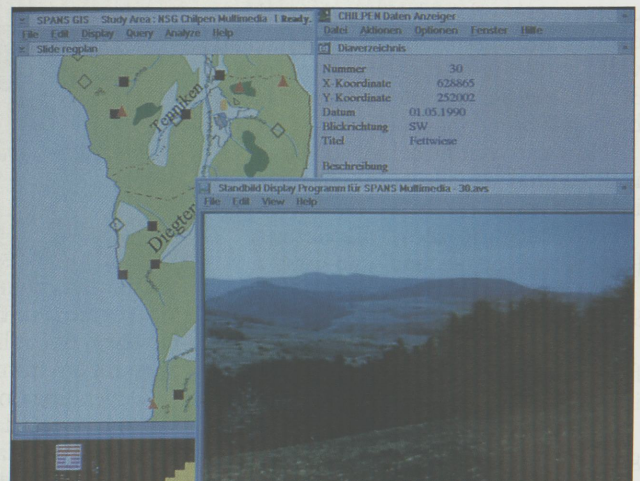 SPANS GIS   Study Area : NSG Chilpen Multimedia   [ Ready.
File   Edit   Display   Query   Analyze   Help
Slide regplan
Tenniken
Diegten
CHILPEN Daten Anzeiger
Datei   Aktionen   Optionen   Fenster   Hilfe
Diaverzeichnis
Nummer   30
X-Koordinate   628865
Y-Koordinate   252002
Datum   01.05.1990
Blickrichtung   SW
Titel   Fettwiese
Beschreibung
Standbild Display Programm für SPANS Multimedia - 30.avs
File   Edit   View   Help